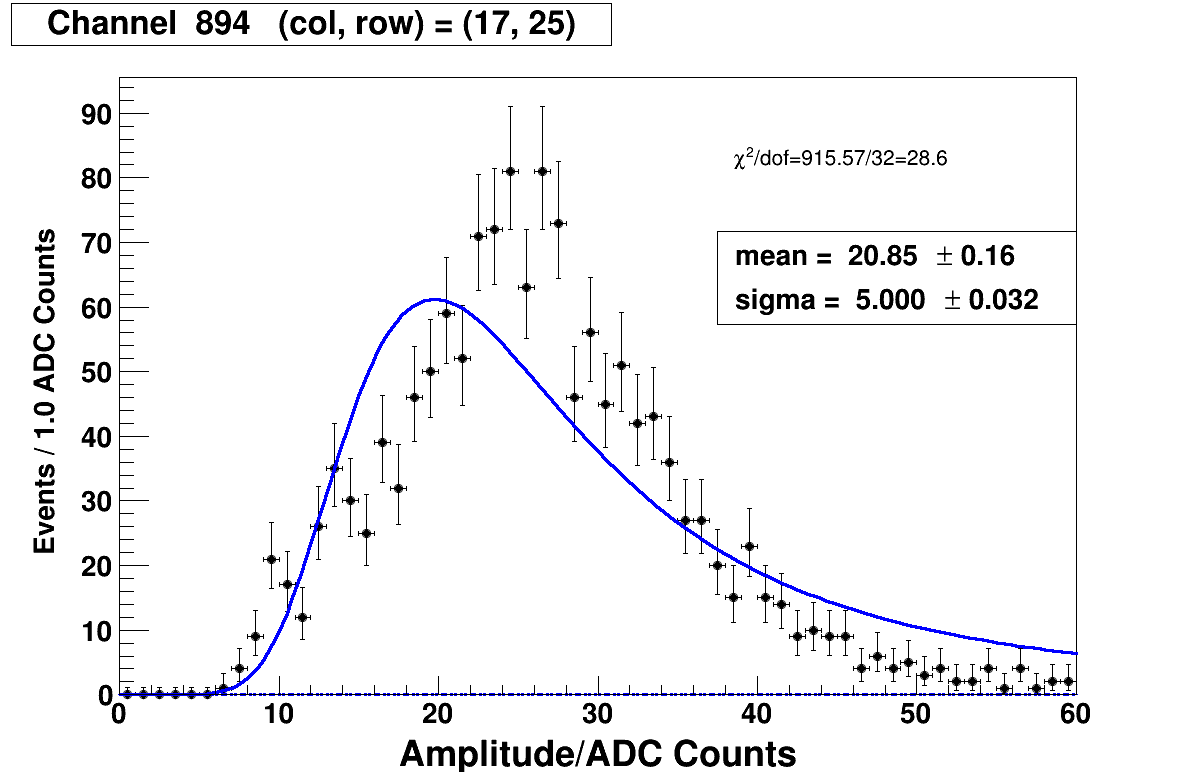 Channel  894   (col, row) = (17, 25)
χ²/dof=915.57/32=28.6
mean =  20.85  ± 0.16
sigma =  5.000  ± 0.032
Events / 1.0 ADC Counts
90
80
70
60
50
40
30
20
10
0
0 10 20 30 40 50 60
Amplitude/ADC Counts